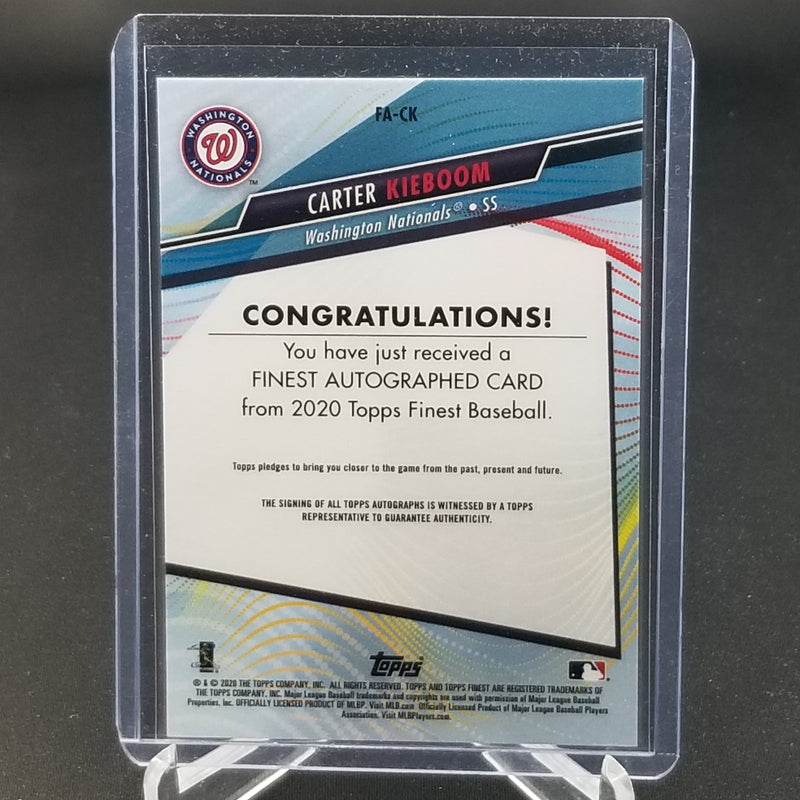 FA-CK
WASHINGTON
W
NATIONALS
TM
CARTER KIEBOOM
Washington Nationals® • SS
CONGRATULATIONS!
You have just received a
FINEST AUTOGRAPHED CARD
from 2020 Topps Finest Baseball.
Topps pledges to bring you closer to the game from the past, present and future.
THE SIGNING OF ALL TOPPS AUTOGRAPHS IS WITNESSED BY A TOPPS
REPRESENTATIVE TO GUARANTEE AUTHENTICITY.
Topps
® & © 2020 THE TOPPS COMPANY, INC. ALL RIGHTS RESERVED. TOPPS AND TOPPS FINEST ARE REGISTERED TRADEMARKS OF
THE TOPPS COMPANY, INC. Major League Baseball trademarks and copyrights are used with permission of Major League Baseball
Properties, Inc. OFFICIALLY LICENSED PRODUCT OF MLBP. Visit MLB.com Officially Licensed Product of Major League Baseball Players
Association. Visit MLBPlayers.com.